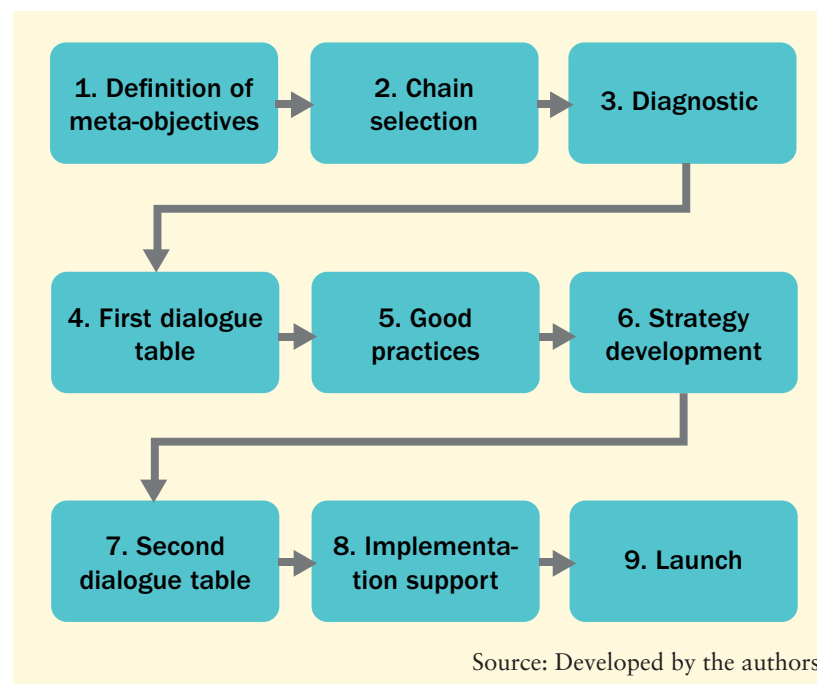 1. Definition of
meta-objectives
2. Chain
selection
3. Diagnostic
4. First dialogue
table
5. Good
practices
6. Strategy
development
7. Second
dialogue table
8. Implementa-
tion support
9. Launch
Source: Developed by the authors